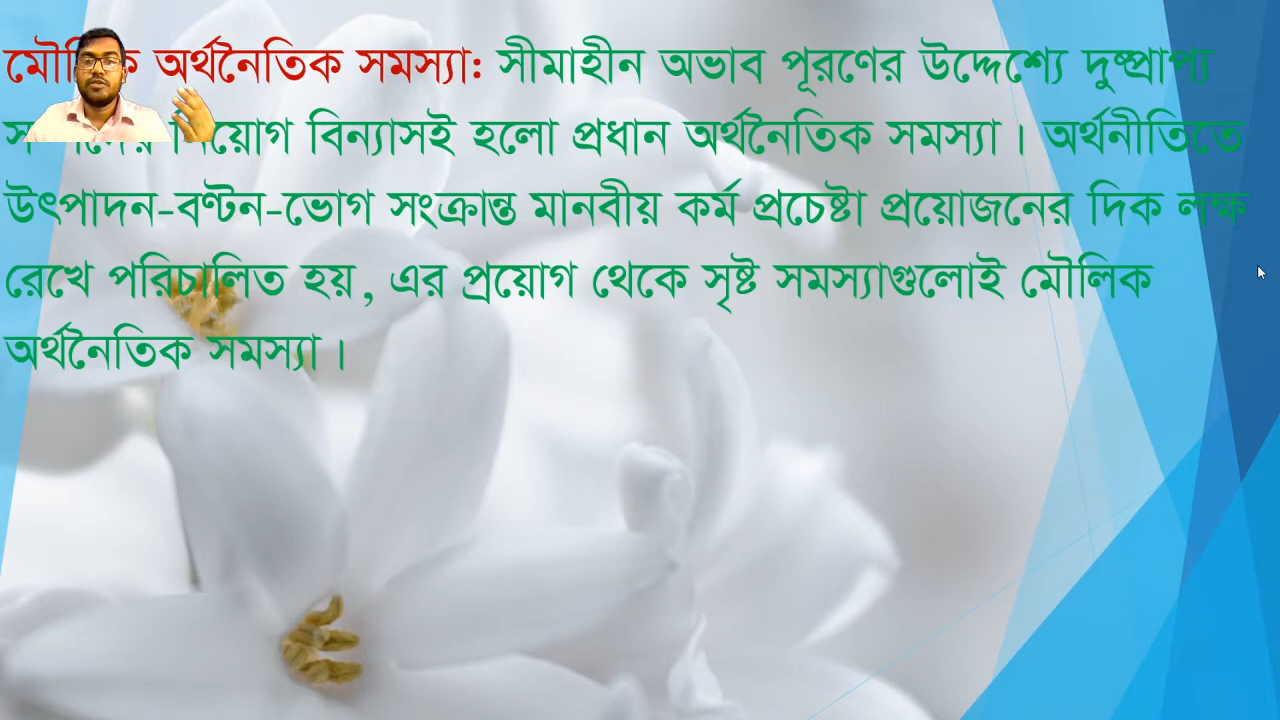 অর্থনৈতিক সমস্যা: সীমাহীন অভাব পূরণের উদ্দেশ্যে দুষ্প্রাপ্য
বিন্যাসই হলো প্রধান অর্থনৈতিক সমস্যা। অর্থনীতিতে
উৎপাদন-বণ্টন-ভোগ সংক্রান্ত মানবীয় কর্ম প্রচেষ্টা প্রয়োজনের দিক লক্ষ
রেখে পরিচালিত হয়, এর প্রয়োগ থেকে সৃষ্ট সমস্যাগুলোই মৌলিক
অর্থনৈতিক সমস্যা।